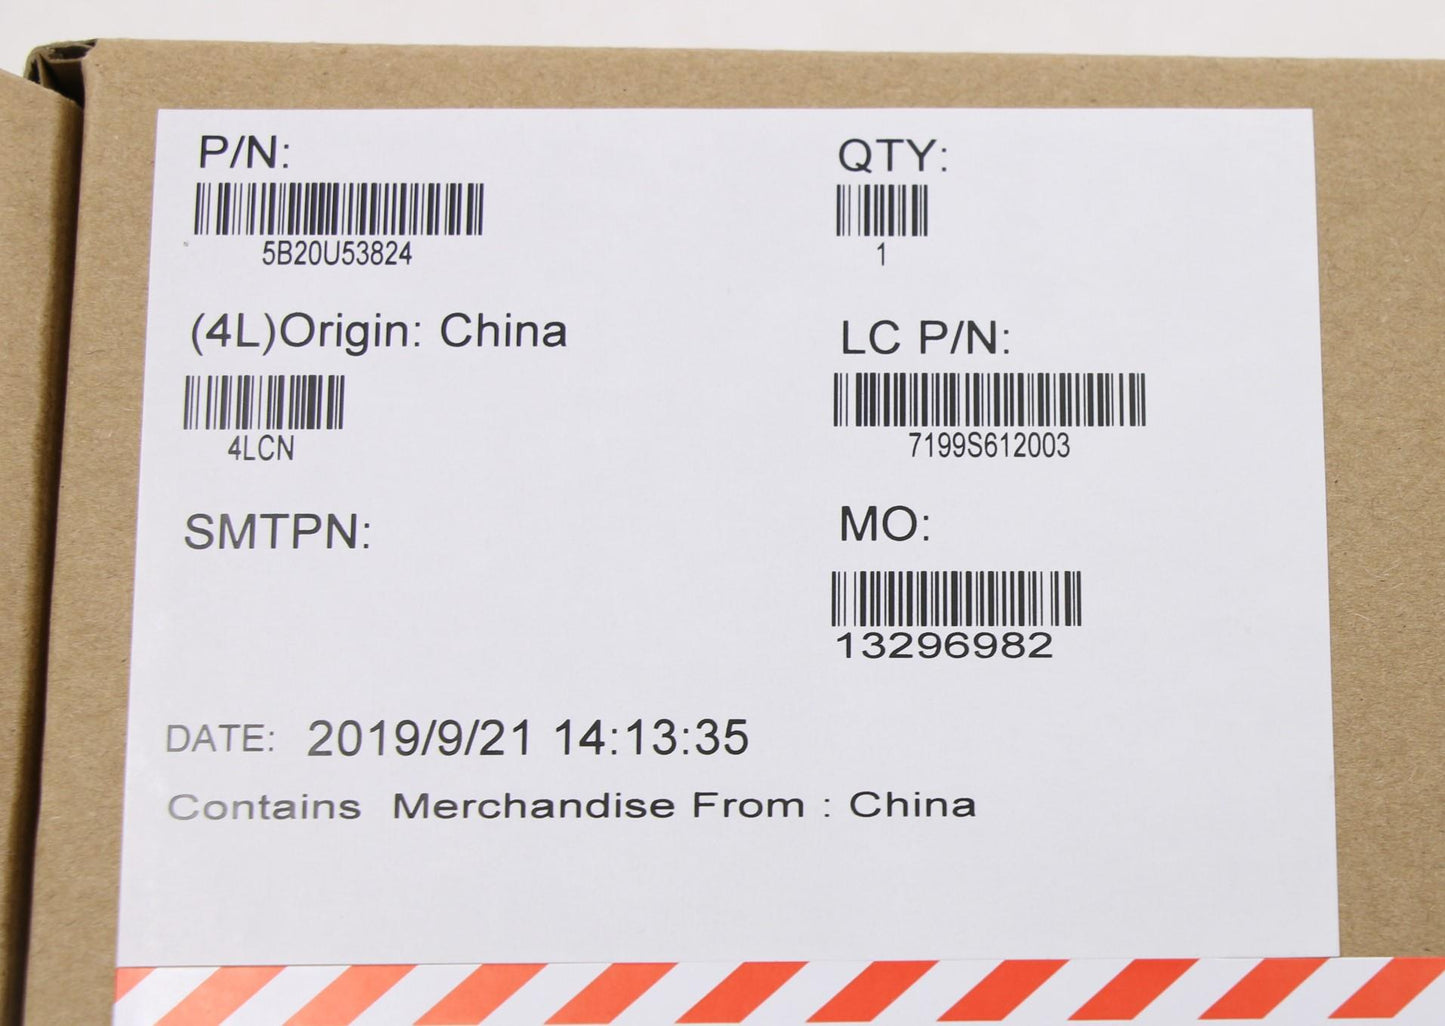 P/N:
QTY:
5B20U53824
1
(4L)Origin: China
LC P/N:
4LCN
7199S612003
SMTPN:
MO:
13296982
DATE: 2019/9/21 14:13:35
Contains Merchandise From : China